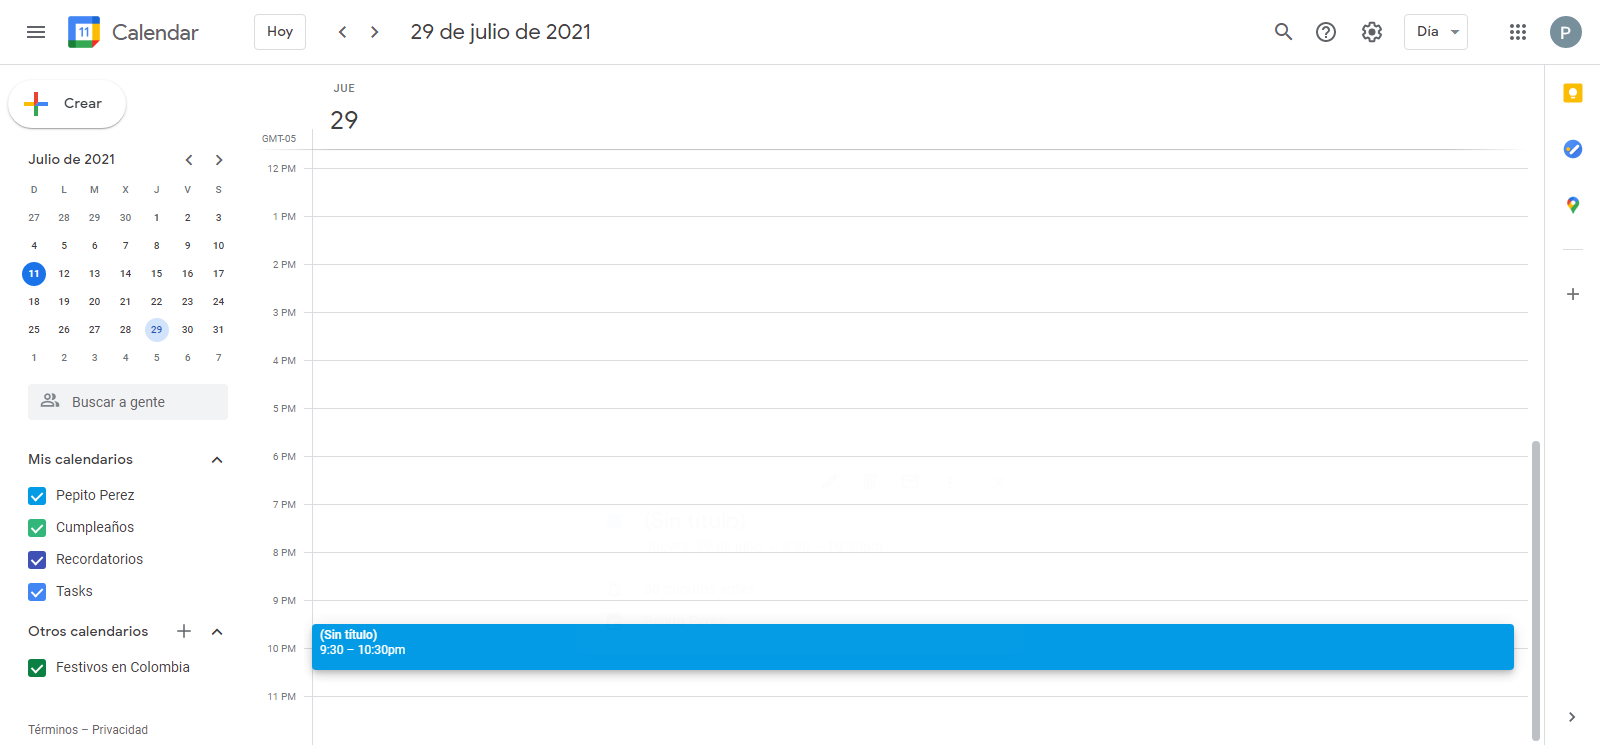 11 Calendar Hoy 29 de julio de 2021 Día P
Crear
Julio de 2021
D L M X J V S
27 28 29 30 1 2 3
4 5 6 7 8 9 10
11 12 13 14 15 16 17
18 19 20 21 22 23 24
25 26 27 28 29 30 31
1 2 3 4 5 6 7
Buscar a gente
Mis calendarios
Pepito Perez
Cumpleaños
Recordatorios
Tasks
Otros calendarios
Festivos en Colombia
Términos – Privacidad
JUE
29
GMT-05
12 PM
1 PM
2 PM
3 PM
4 PM
5 PM
6 PM
7 PM
8 PM
9 PM
(Sin título)
9:30 – 10:30pm
10 PM
11 PM